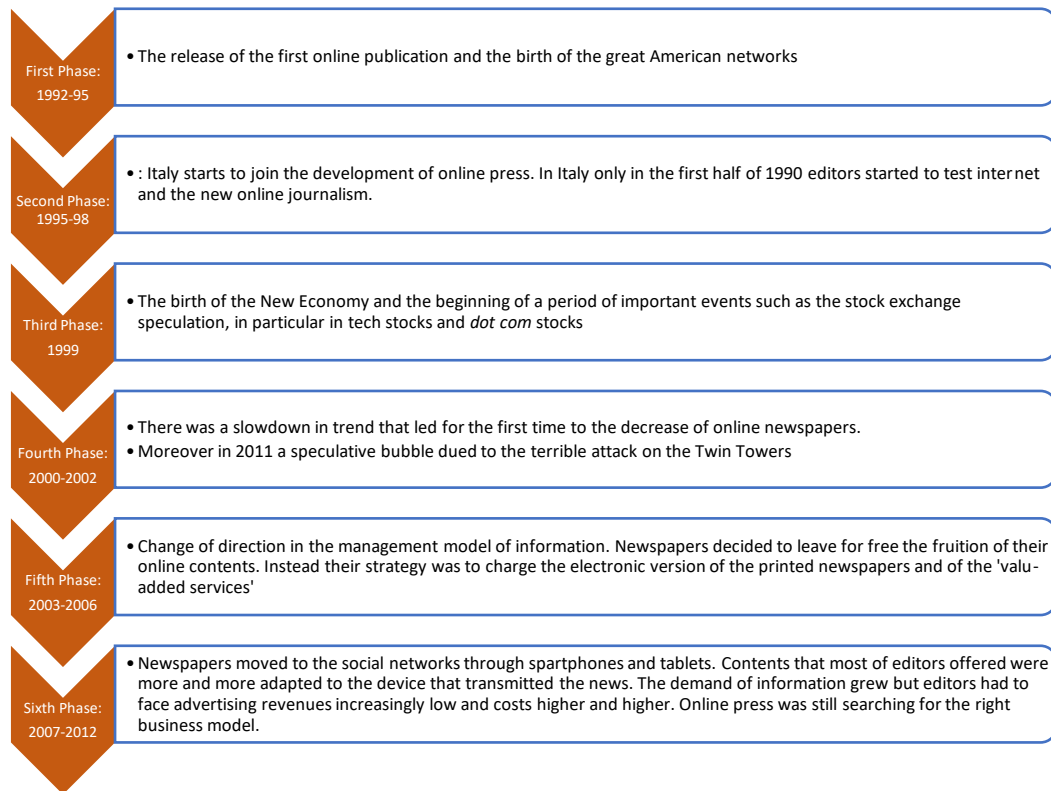 First Phase:
1992-95
• The release of the first online publication and the birth of the great American networks
Second Phase:
1995-98
• : Italy starts to join the development of online press. In Italy only in the first half of 1990 editors started to test internet
and the new online journalism.
Third Phase:
1999
• The birth of the New Economy and the beginning of a period of important events such as the stock exchange
speculation, in particular in tech stocks and dot com stocks
Fourth Phase:
2000-2002
• There was a slowdown in trend that led for the first time to the decrease of online newspapers.
• Moreover in 2011 a speculative bubble dued to the terrible attack on the Twin Towers
Fifth Phase:
2003-2006
• Change of direction in the management model of information. Newspapers decided to leave for free the fruition of their
online contents. Instead their strategy was to charge the electronic version of the printed newspapers and of the 'valu-
added services'
Sixth Phase:
2007-2012
• Newspapers moved to the social networks through spartphones and tablets. Contents that most of editors offered were
more and more adapted to the device that transmitted the news. The demand of information grew but editors had to
face advertising revenues increasingly low and costs higher and higher. Online press was still searching for the right
business model.